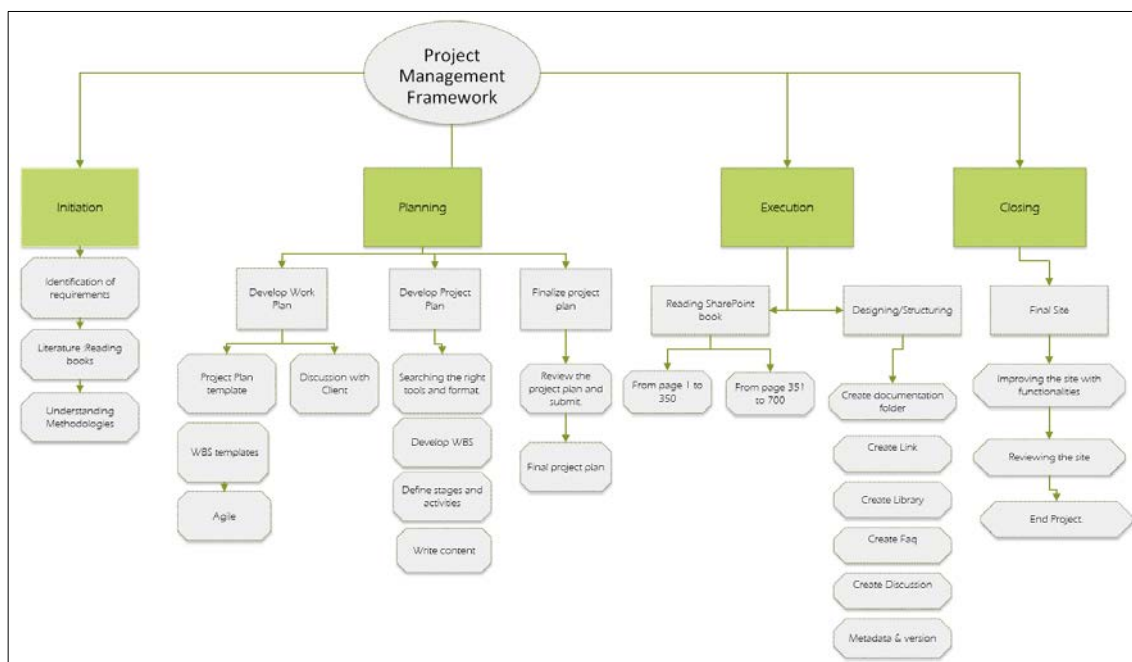 Project
Management
Framework
Initiation
Planning
Execution
Closing
Identification of
requirements
Literature :Reading
books
Understanding
Methodologies
Develop Work
Plan
Develop Project
Plan
Finalize project
plan
Project Plan
template
Discussion with
Client
Searching the right
tools and format.
Review the
project plan and
submit.
WBS templates
Develop WBS
Final project plan
Agile
Define stages and
activities
Write content
Reading SharePoint
book
Designing/Structuring
From page 1 to
350
From page 351
to 700
Create documentation
folder
Create Link
Create Library
Create Faq
Create Discussion
Metadata & version
Final Site
Improving the site with
functionalities
Reviewing the site
End Project